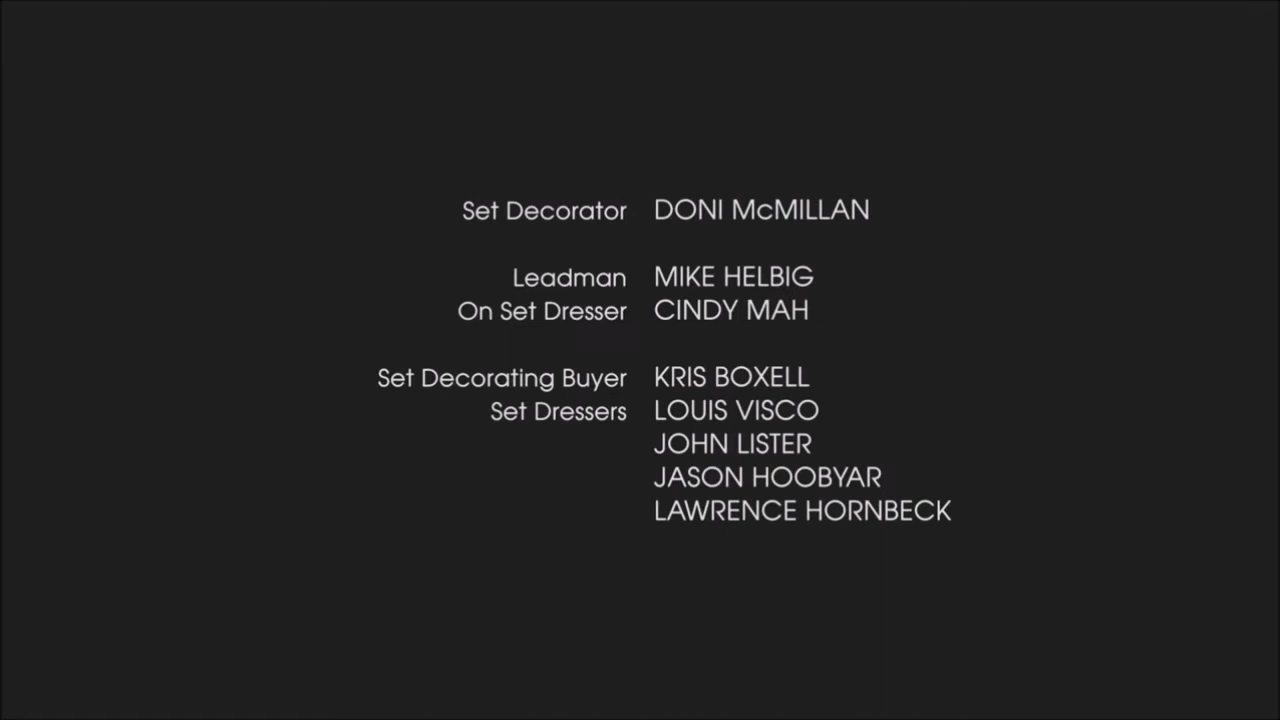 Set Decorator DONI McMILLAN
Leadman MIKE HELBIG
On Set Dresser CINDY MAH
Set Decorating Buyer KRIS BOXELL
Set Dressers LOUIS VISCO
JOHN LISTER
JASON HOOBYAR
LAWRENCE HORNBECK